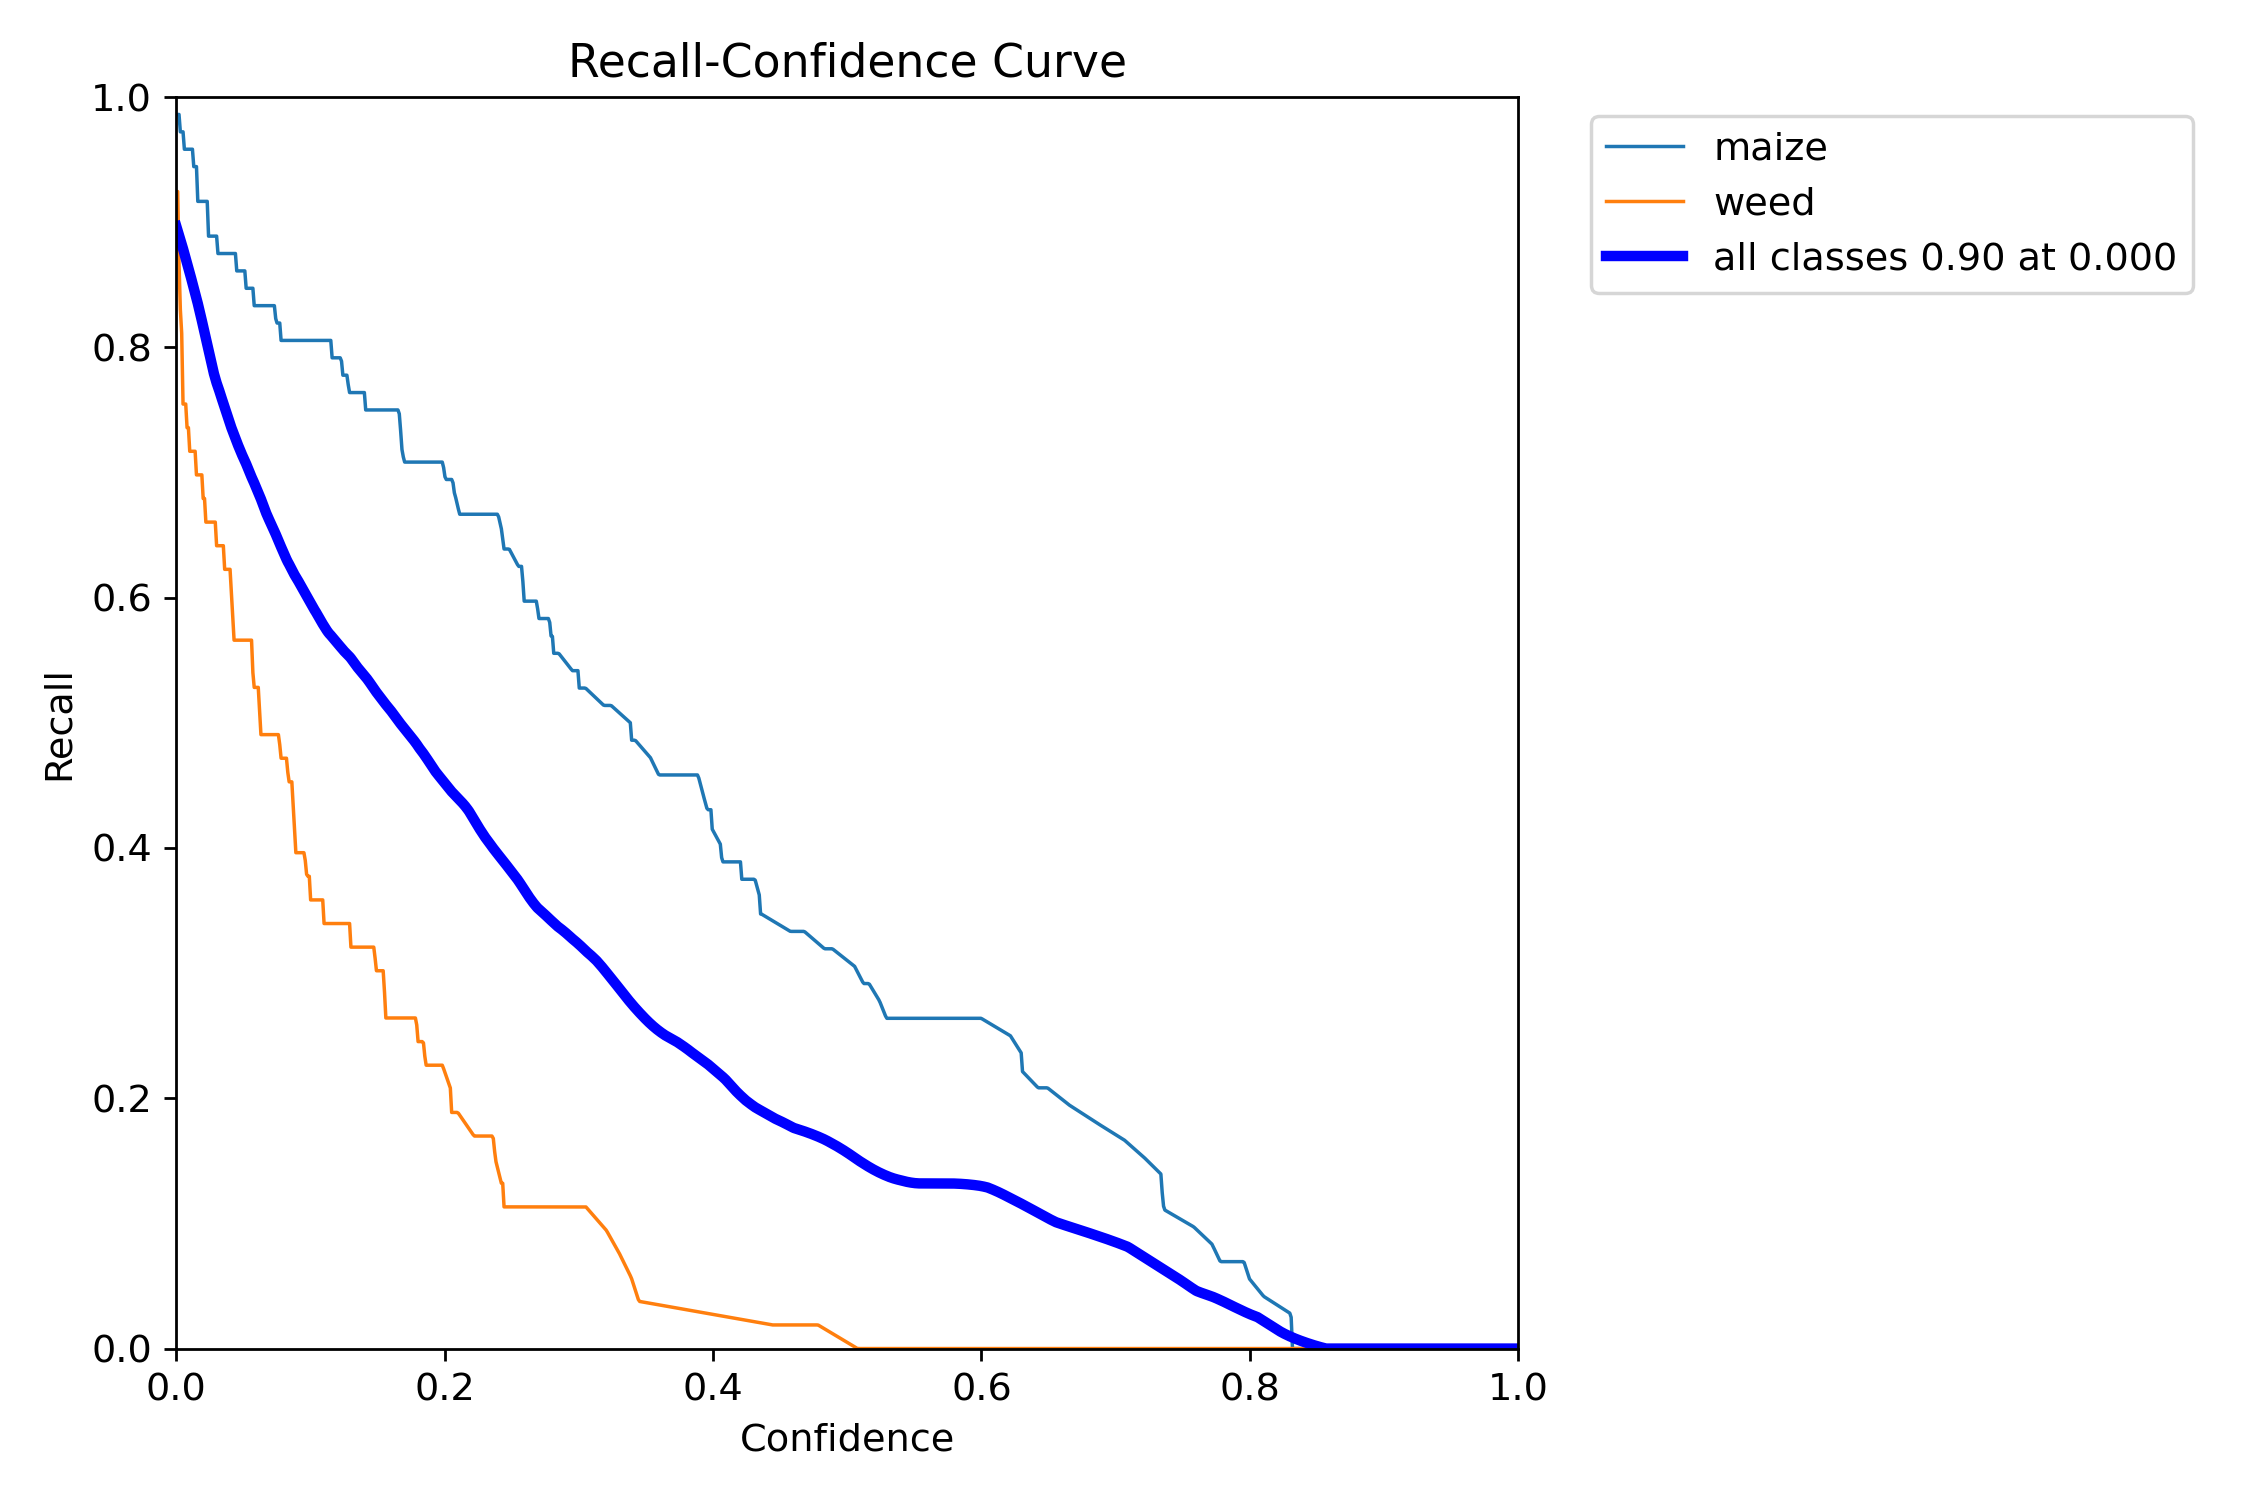 Recall-Confidence Curve
1.0
0.8
0.6
0.4
0.2
0.0
Recall
0.0 0.2 0.4 0.6 0.8 1.0
Confidence
maize
weed
all classes 0.90 at 0.000